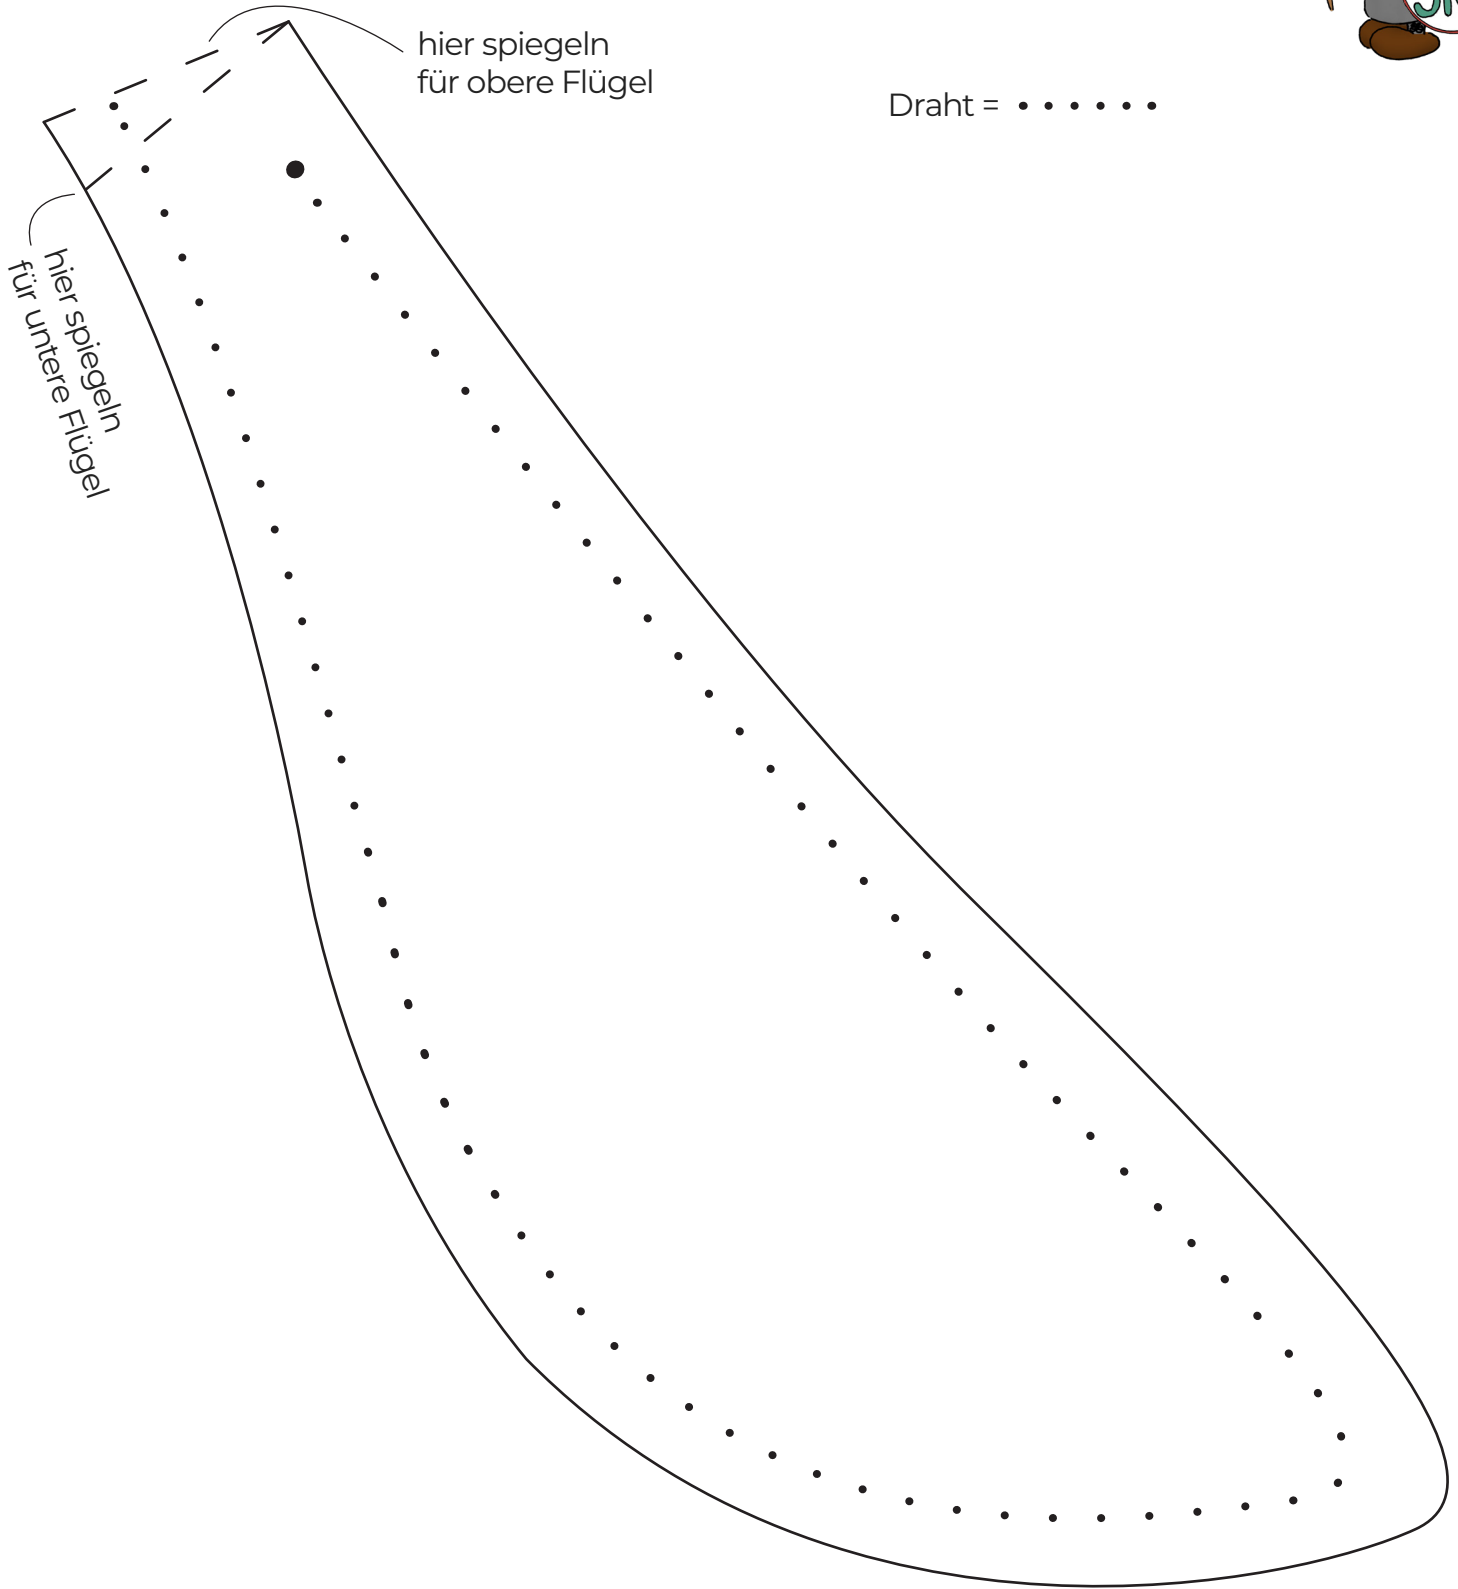 hier spiegeln
für obere Flügel
Draht =
hier spiegeln
für untere Flügel